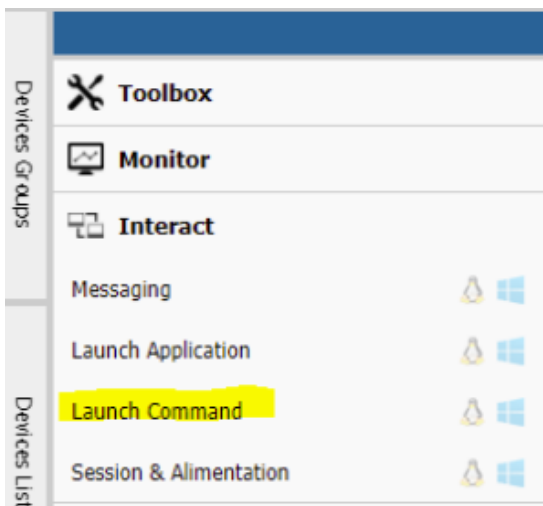 Devices Groups
Devices List
Toolbox
Monitor
Interact
Messaging
Launch Application
Launch Command
Session & Alimentation